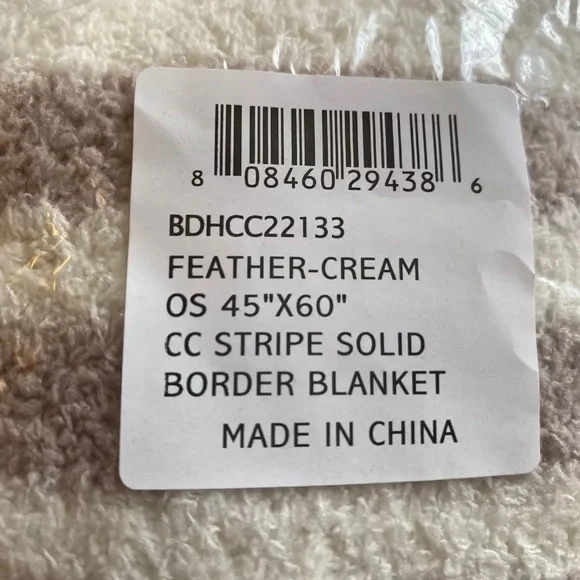 8 08460 29438 6
BDHCC22133
FEATHER-CREAM
OS 45"X60"
CC STRIPE SOLID
BORDER BLANKET
MADE IN CHINA